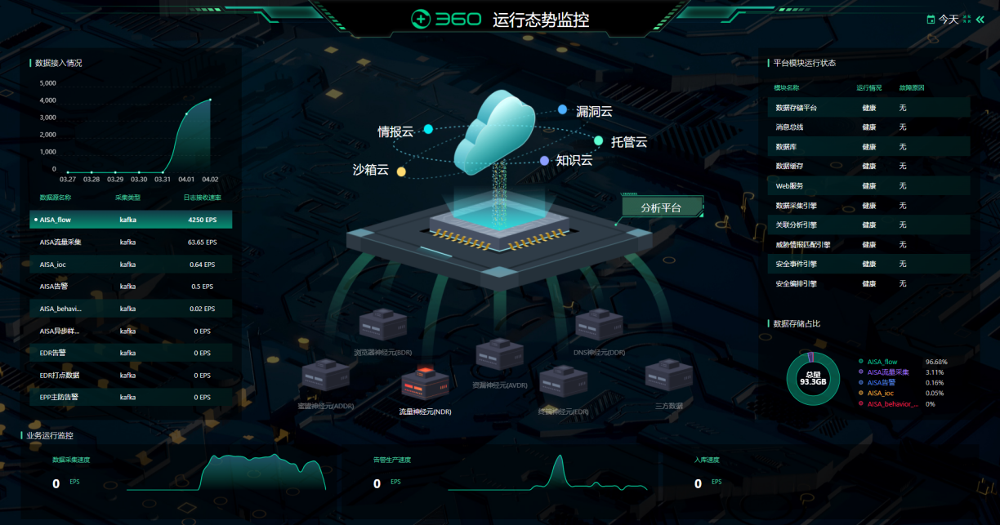 360 运行态势监控
今天
数据接入情况
5,000
4,000
3,000
2,000
1,000
0
03.27 03.28 03.29 03.30 03.31 04.01 04.02
数据源名称 采集类型 日志接收速率
AISA_flow kafka 4250 EPS
AISA流量采集 kafka 63.65 EPS
AISA_ioc kafka 0.64 EPS
AISA告警 kafka 0.5 EPS
AISA_behavi... kafka 0.02 EPS
AISA异步样... kafka 0 EPS
EDR告警 kafka 0 EPS
EDR打点数据 kafka 0 EPS
EPP主防告警 kafka 0 EPS
漏洞云
情报云
托管云
知识云
沙箱云
分析平台
浏览器神经元(BDR)
DNS神经元(DDR)
资漏神经元(AVDR)
蜜罐神经元(ADDR)
流量神经元(NDR)
终端神经元(EDR)
三方数据
平台模块运行状态
模块名称 运行情况 故障原因
数据存储平台 健康 无
消息总线 健康 无
数据库 健康 无
数据缓存 健康 无
Web服务 健康 无
数据采集引擎 健康 无
关联分析引擎 健康 无
威胁情报匹配引擎 健康 无
安全事件引擎 健康 无
安全编排引擎 健康 无
数据存储占比
总量
93.3GB
AISA_flow 96.68%
AISA流量采集 3.11%
AISA告警 0.16%
AISA_ioc 0.05%
AISA_behavior_... 0%
业务运行监控
数据采集速度
0 EPS
告警生产速度
0 EPS
入库速度
0 EPS